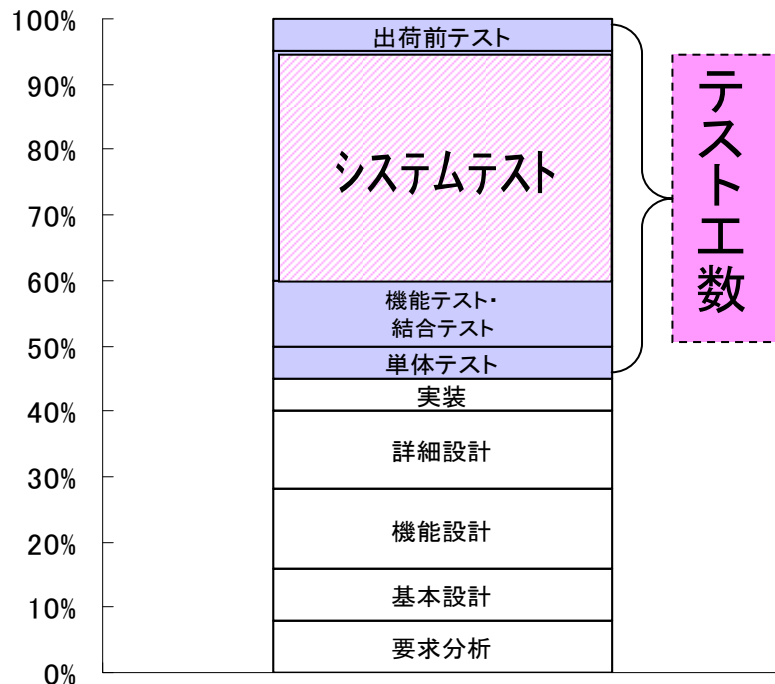 100%
90%
80%
70%
60%
50%
40%
30%
20%
10%
0%
出荷前テスト
システムテスト
機能テスト・
結合テスト
単体テスト
実装
詳細設計
機能設計
基本設計
要求分析
テスト工数